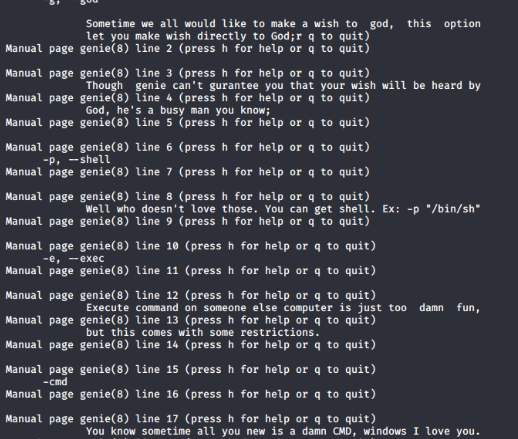 g, god
Sometime we all would like to make a wish to god, this option
let you make wish directly to God;r q to quit)
Manual page genie(8) line 2 (press h for help or q to quit)
Manual page genie(8) line 3 (press h for help or q to quit)
Though genie can't gurantee you that your wish will be heard by
Manual page genie(8) line 4 (press h for help or q to quit)
God, he's a busy man you know;
Manual page genie(8) line 5 (press h for help or q to quit)
Manual page genie(8) line 6 (press h for help or q to quit)
-p, --shell
Manual page genie(8) line 7 (press h for help or q to quit)
Manual page genie(8) line 8 (press h for help or q to quit)
Well who doesn't love those. You can get shell. Ex: -p "/bin/sh"
Manual page genie(8) line 9 (press h for help or q to quit)
Manual page genie(8) line 10 (press h for help or q to quit)
-e, --exec
Manual page genie(8) line 11 (press h for help or q to quit)
Manual page genie(8) line 12 (press h for help or q to quit)
Execute command on someone else computer is just too damn fun,
Manual page genie(8) line 13 (press h for help or q to quit)
but this comes with some restrictions.
Manual page genie(8) line 14 (press h for help or q to quit)
Manual page genie(8) line 15 (press h for help or q to quit)
-cmd
Manual page genie(8) line 16 (press h for help or q to quit)
Manual page genie(8) line 17 (press h for help or q to quit)
You know sometime all you new is a damn CMD, windows I love you.